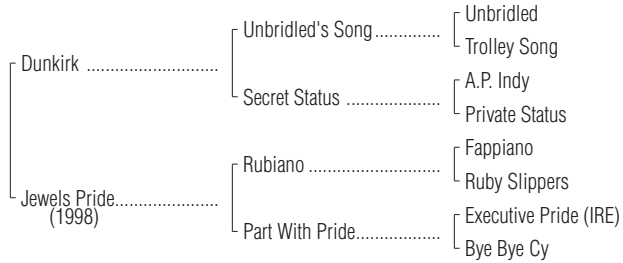 Unbridled
Unbridled's Song...............
Trolley Song
Dunkirk ..............................
A.P. Indy
Secret Status .....................
Private Status
Fappiano
Rubiano .............................
Ruby Slippers
Jewels Pride.......................
(1998)
Executive Pride (IRE)
Part With Pride...................
Bye Bye Cy